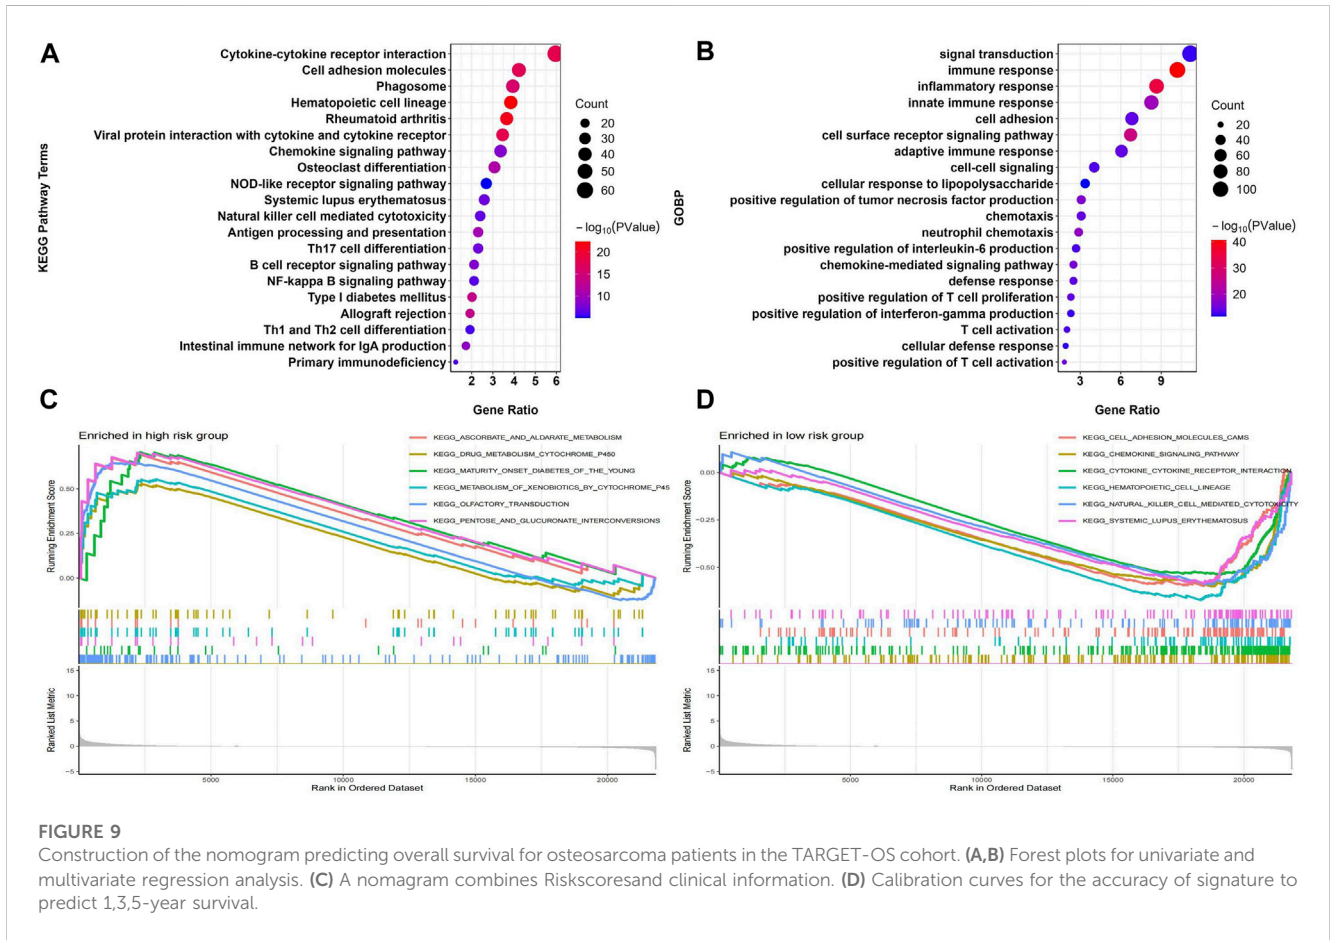 A
KEGG Pathway Terms
Cytokine-cytokine receptor interaction
Cell adhesion molecules
Phagosome
Hematopoietic cell lineage
Rheumatoid arthritis
Viral protein interaction with cytokine and cytokine receptor
Chemokine signaling pathway
Osteoclast differentiation
NOD-like receptor signaling pathway
Systemic lupus erythematosus
Natural killer cell mediated cytotoxicity
Antigen processing and presentation
Th17 cell differentiation
B cell receptor signaling pathway
NF-kappa B signaling pathway
Type I diabetes mellitus
Allograft rejection
Th1 and Th2 cell differentiation
Intestinal immune network for IgA production
Primary immunodeficiency
2 3 4 5 6
Gene Ratio
Count
20
30
40
50
60
−log10(PValue)
20
15
10
B
GOBP
signal transduction
immune response
inflammatory response
innate immune response
cell adhesion
cell surface receptor signaling pathway
adaptive immune response
cell-cell signaling
cellular response to lipopolysaccharide
positive regulation of tumor necrosis factor production
chemotaxis
neutrophil chemotaxis
positive regulation of interleukin-6 production
chemokine-mediated signaling pathway
defense response
positive regulation of T cell proliferation
positive regulation of interferon-gamma production
T cell activation
cellular defense response
positive regulation of T cell activation
3 6 9
Gene Ratio
Count
20
40
60
80
100
−log10(PValue)
40
30
20
C
Enriched in high risk group
KEGG_ASCORBATE_AND_ALDARATE_METABOLISM
KEGG_DRUG_METABOLISM_CYTOCHROME_P450
KEGG_MATURITY_ONSET_DIABETES_OF_THE_YOUNG
KEGG_METABOLISM_OF_XENOBIOTICS_BY_CYTOCHROME_P45
KEGG_OLFACTORY_TRANSDUCTION
KEGG_PENTOSE_AND_GLUCURONATE_INTERCONVERSIONS
Running Enrichment Score
0.50
0.25
0.00
Ranked List Metric
15
10
5
0
−5
5000 10000 15000 20000
Rank in Ordered Dataset
D
Enriched in low risk group
KEGG_CELL_ADHESION_MOLECULES_CAMS
KEGG_CHEMOKINE_SIGNALING_PATHWAY
KEGG_CYTOKINE_CYTOKINE_RECEPTOR_INTERACTION
KEGG_HEMATOPOIETIC_CELL_LINEAGE
KEGG_NATURAL_KILLER_CELL_MEDIATED_CYTOTOXICITY
KEGG_SYSTEMIC_LUPUS_ERYTHEMATOSUS
Running Enrichment Score
0.00
−0.25
−0.50
Ranked List Metric
15
10
5
0
−5
5000 10000 15000 20000
Rank in Ordered Dataset
FIGURE 9
Construction of the nomogram predicting overall survival for osteosarcoma patients in the TARGET-OS cohort. (A,B) Forest plots for univariate and
multivariate regression analysis. (C) A nomagram combines Riskscoresand clinical information. (D) Calibration curves for the accuracy of signature to
predict 1,3,5-year survival.